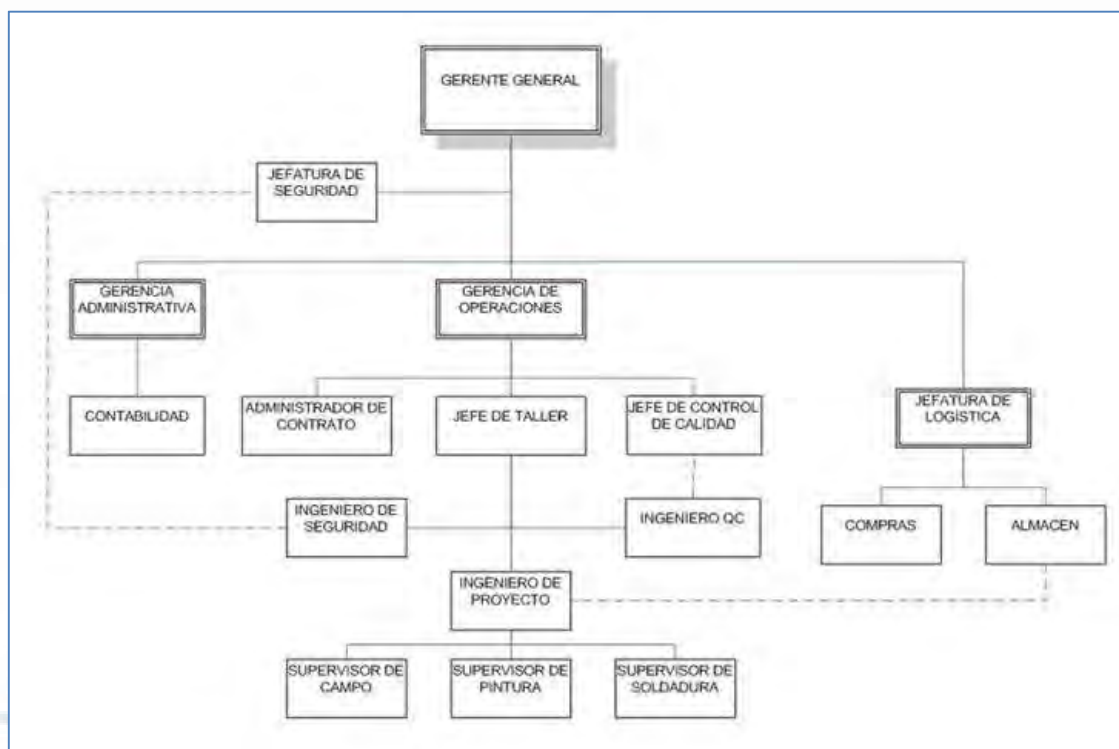 GERENTE GENERAL
JEFATURA DE
SEGURIDAD
GERENCIA
ADMINISTRATIVA
GERENCIA DE
OPERACIONES
CONTABILIDAD
ADMINISTRADOR DE
CONTRATO
JEFE DE TALLER
JEFE DE CONTROL
DE CALIDAD
JEFATURA DE
LOGÍSTICA
INGENIERO DE
SEGURIDAD
INGENIERO QC
COMPRAS
ALMACEN
INGENIERO DE
PROYECTO
SUPERVISOR DE
CAMPO
SUPERVISOR DE
PINTURA
SUPERVISOR DE
SOLDADURA